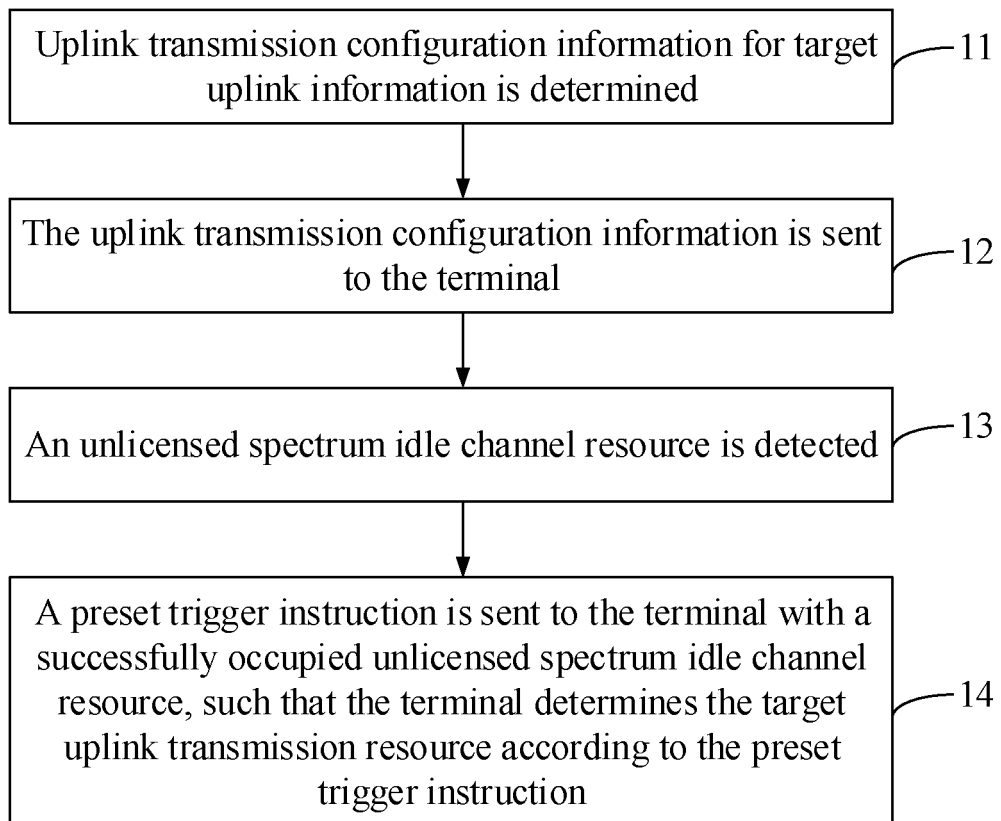 Uplink transmission configuration information for target
uplink information is determined
11
The uplink transmission configuration information is sent
to the terminal
12
An unlicensed spectrum idle channel resource is detected
13
A preset trigger instruction is sent to the terminal with a
successfully occupied unlicensed spectrum idle channel
resource, such that the terminal determines the target
uplink transmission resource according to the preset
trigger instruction
14